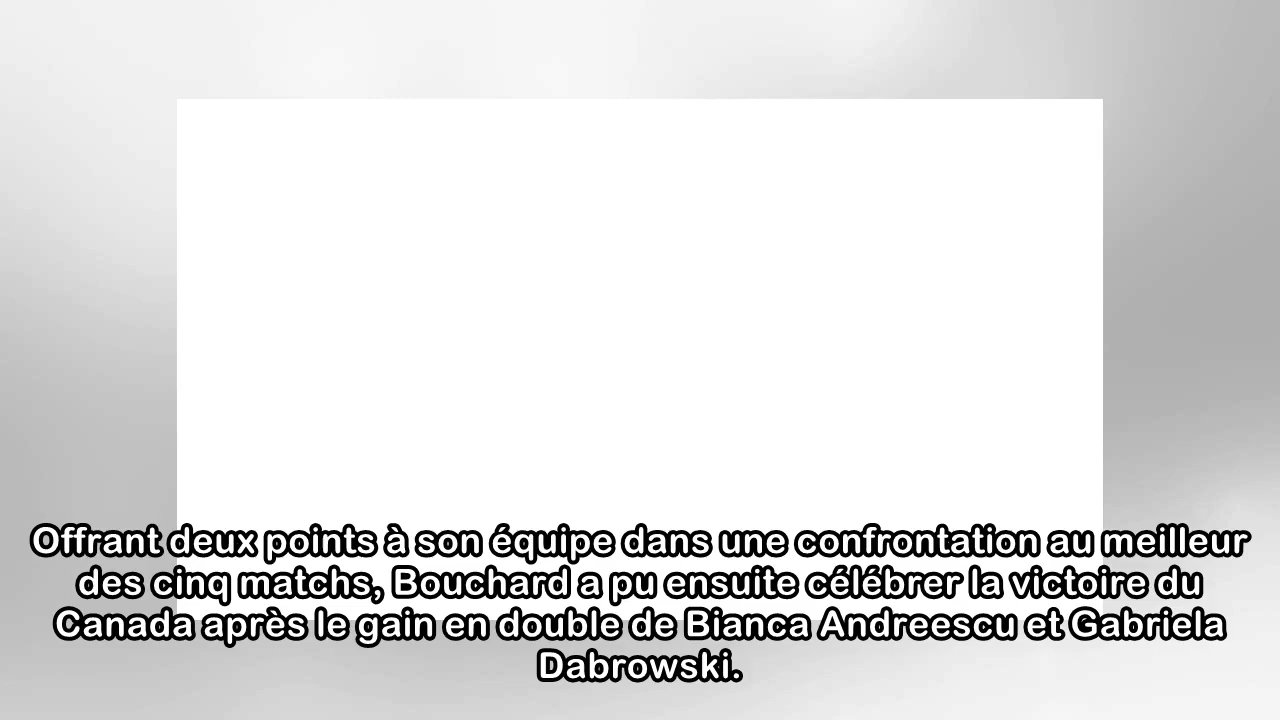 Offrant deux points à son équipe dans une confrontation au meilleur
des cinq matchs, Bouchard a pu ensuite célébrer la victoire du
Canada après le gain en double de Bianca Andreescu et Gabriela
Dabrowski.